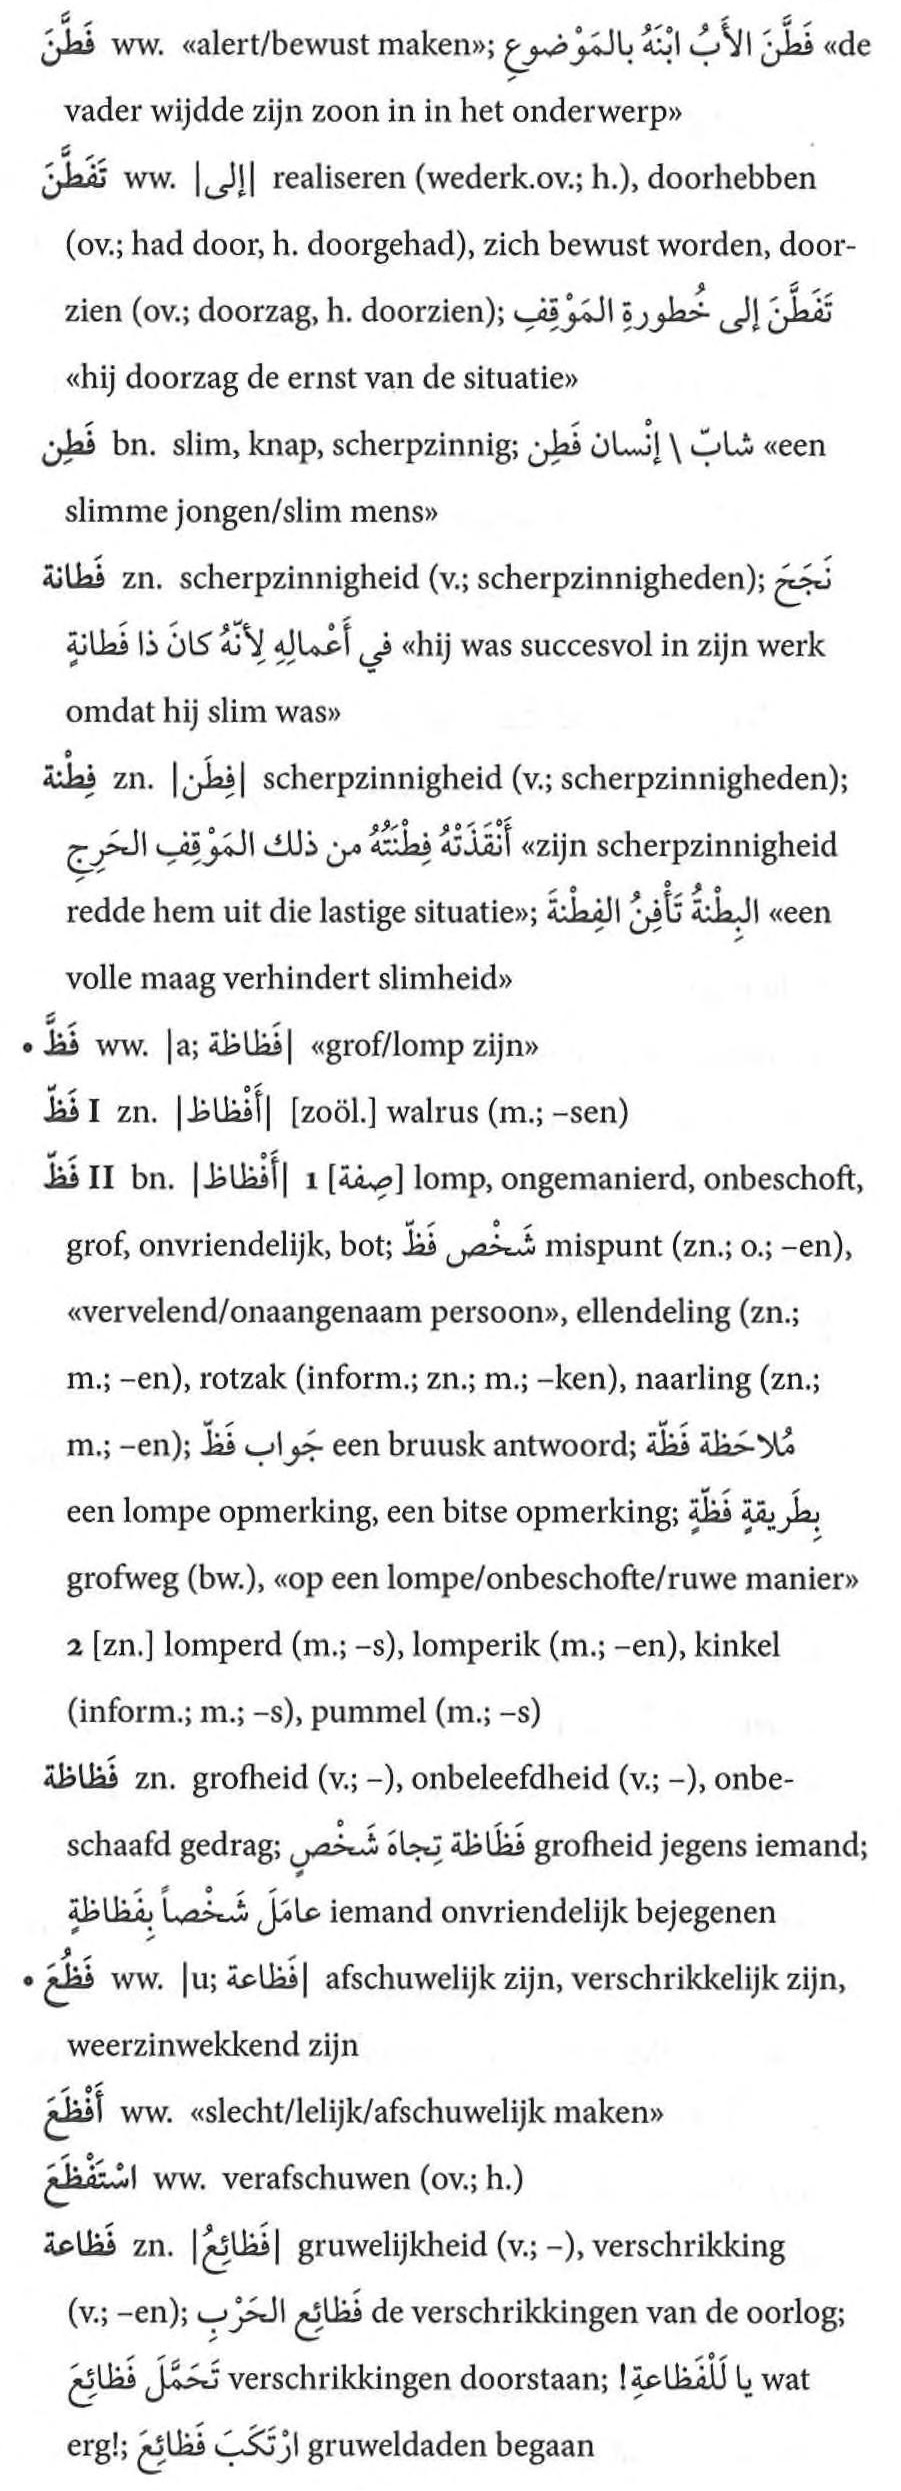 فَطَّنَ ww. «alert/bewust maken»; فَطَّنَ الأَبُ ابْنَهُ بالمَوْضوعِ «de
vader wijdde zijn zoon in in het onderwerp»
تَفَطَّنَ ww. |إلى| realiseren (wederk.ov.; h.), doorhebben
(ov.; had door, h. doorgehad), zich bewust worden, door-
zien (ov.; doorzag, h. doorzien); تَفَطَّنَ إلى خُطورةِ المَوْقِفِ
«hij doorzag de ernst van de situatie»
فَطِن bn. slim, knap, scherpzinnig; شابّ \ إنْسان فَطِن «een
slimme jongen/slim mens»
فَطانة zn. scherpzinnigheid (v.; scherpzinnigheden); نَجَحَ
في أَعْمالِهِ لِأَنَّهُ كانَ ذا فَطانةٍ «hij was succesvol in zijn werk
omdat hij slim was»
فِطْنة zn. |فِطَن| scherpzinnigheid (v.; scherpzinnigheden);
أَنْقَذَتْهُ فِطْنَتُهُ من ذلك المَوْقِفِ الحَرِجِ «zijn scherpzinnigheid
redde hem uit die lastige situatie»; البِطْنةُ تَأْفِنُ الفِطْنةَ «een
volle maag verhindert slimheid»
• فَظَّ ww. |a; فَظاظة| «grof/lomp zijn»
فَظّ I zn. |أَفْظاظ| [zoöl.] walrus (m.; –sen)
فَظّ II bn. |أَفْظاظ| 1 [صِفة] lomp, ongemanierd, onbeschoft,
grof, onvriendelijk, bot; شَخْص فَظّ mispunt (zn.; o.; –en),
«vervelend/onaangenaam persoon», ellendeling (zn.;
m.; –en), rotzak (inform.; zn.; m.; –ken), naarling (zn.;
m.; –en); جَواب فَظّ een bruusk antwoord; مُلاحَظة فَظّة
een lompe opmerking, een bitse opmerking; بِطَريقةٍ فَظّةٍ
grofweg (bw.), «op een lompe/onbeschofte/ruwe manier»
2 [zn.] lomperd (m.; –s), lomperik (m.; –en), kinkel
(inform.; m.; –s), pummel (m.; –s)
فَظاظة zn. grofheid (v.; –), onbeleefdheid (v.; –), onbe-
schaafd gedrag; فَظَاظة تِجاهَ شَخْصٍ grofheid jegens iemand;
عامَلَ شَخْصاً بِفَظاظةٍ iemand onvriendelijk bejegenen
• فَظُعَ ww. |u; فَظاعة| afschuwelijk zijn, verschrikkelijk zijn,
weerzinwekkend zijn
أَفْظَعَ ww. «slecht/lelijk/afschuwelijk maken»
اسْتَفْظَعَ ww. verafschuwen (ov.; h.)
فَظاعة zn. |فَظائِعُ| gruwelijkheid (v.; –), verschrikking
(v.; –en); فَظائِع الحَرْبِ de verschrikkingen van de oorlog;
تَحَمَّلَ فَظائِعَ verschrikkingen doorstaan; يا لَلْفَظاعةِ! wat
erg!; ارْتَكَبَ فَظائِعَ gruweldaden begaan